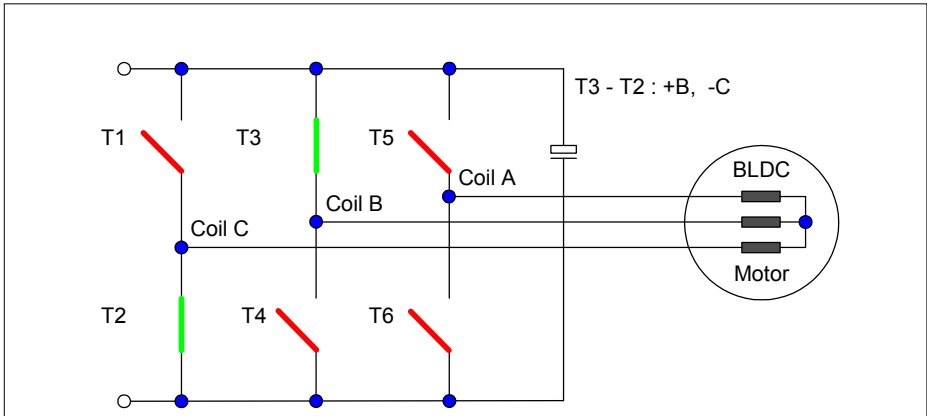 T3 - T2 : +B, -C
T1
T3
T5
BLDC
Coil A
Coil B
Coil C
Motor
T2
T4
T6